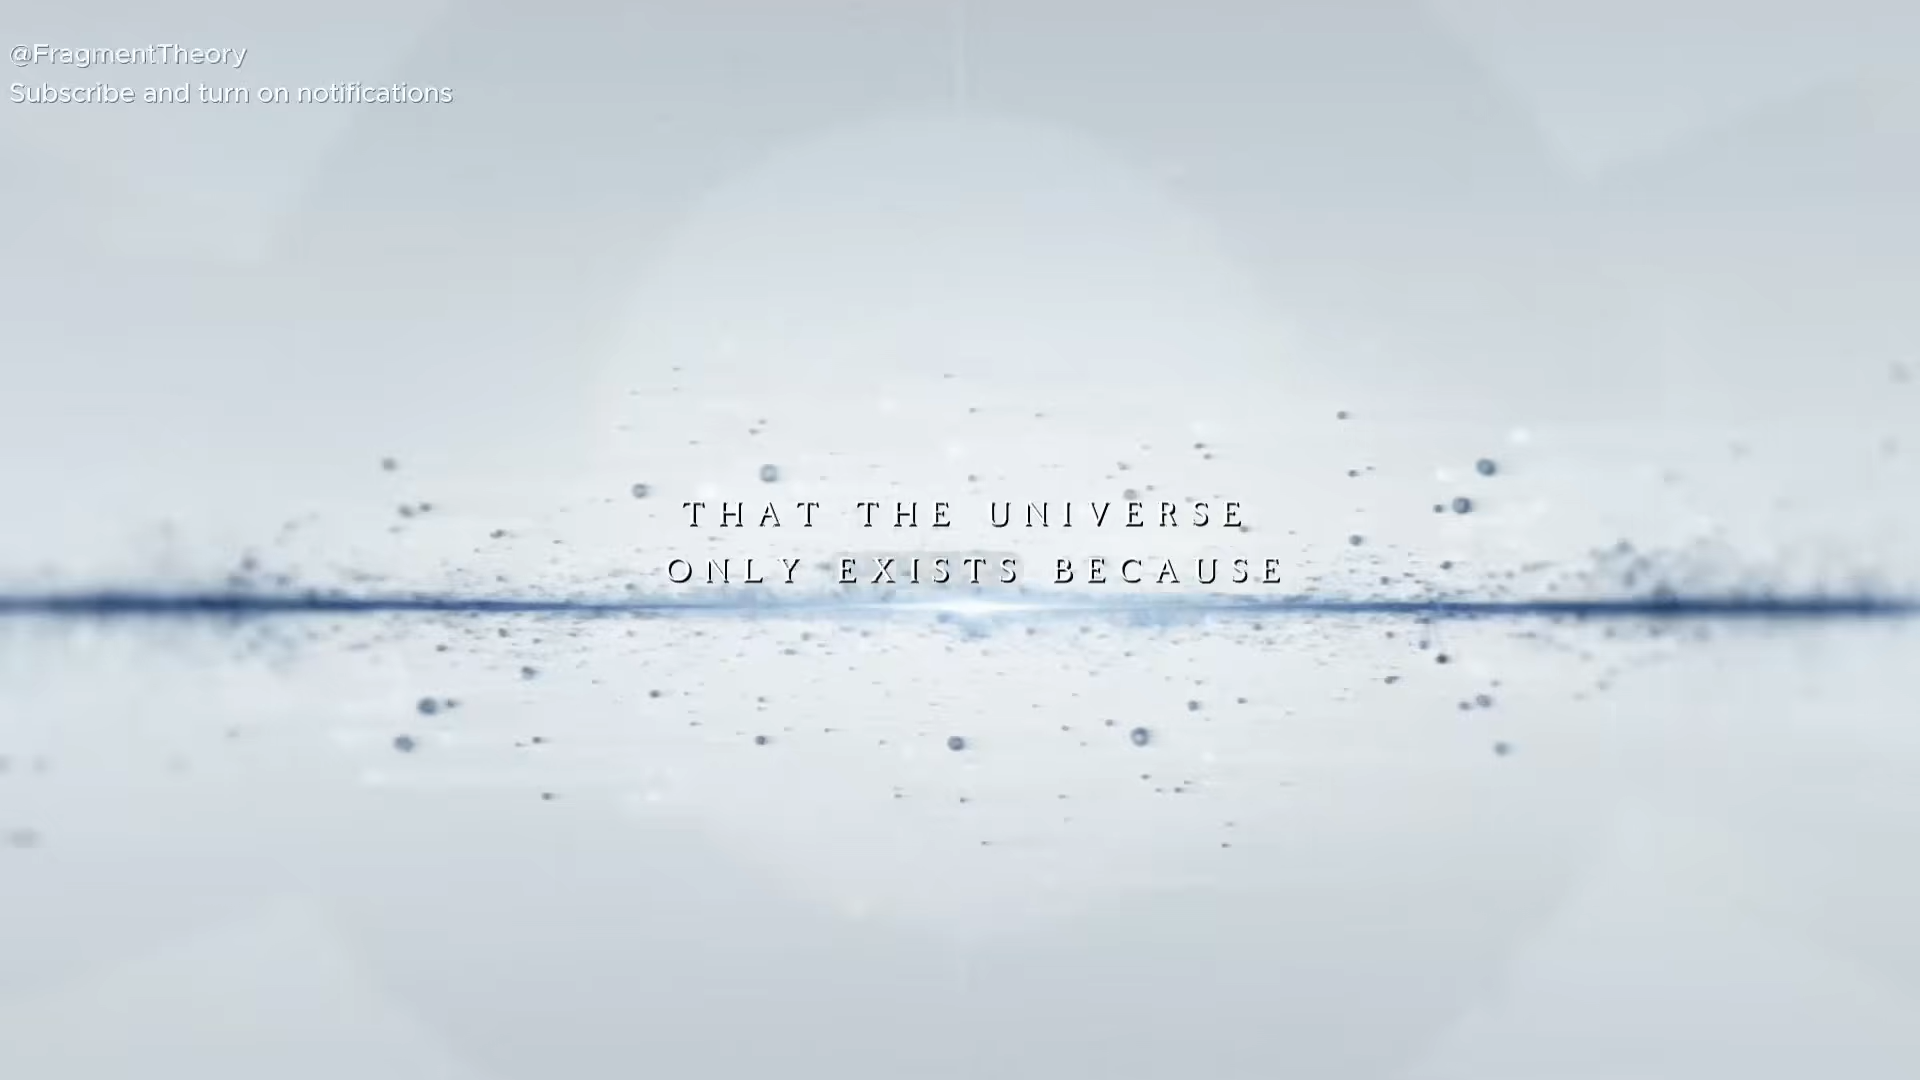 @FragmentTheory
Subscribe and turn on notifications
THAT THE UNIVERSE
ONLY EXISTS BECAUSE